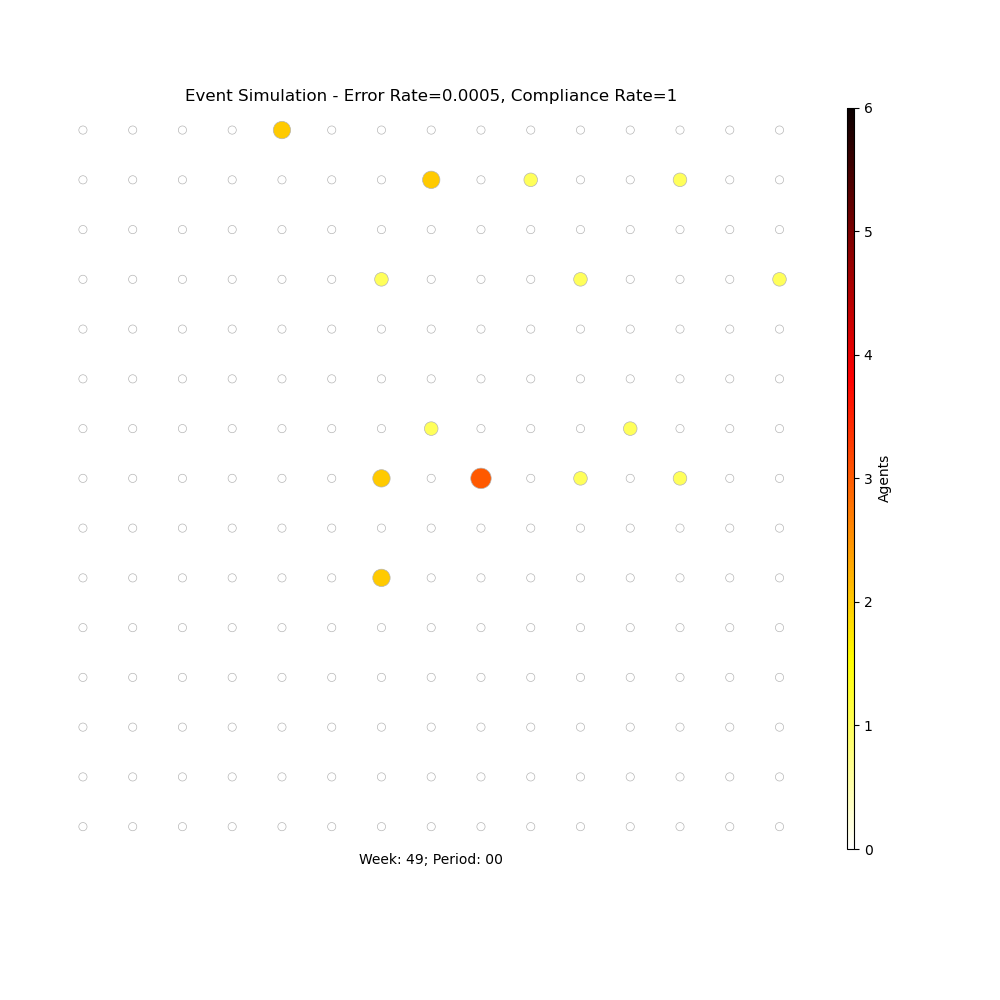 Event Simulation - Error Rate=0.0005, Compliance Rate=1
6
5
4
3
2
1
0
Agents
Week: 49; Period: 00